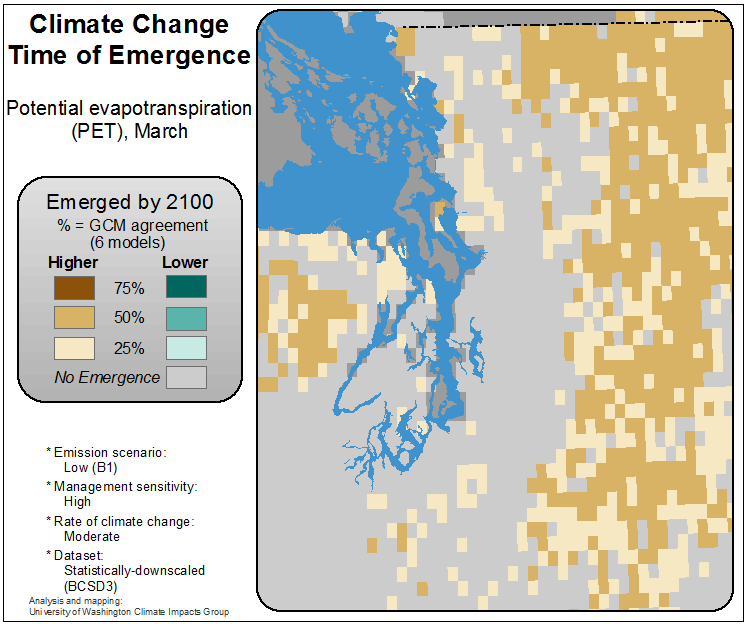 Climate Change
Time of Emergence
Potential evapotranspiration
(PET), March
Emerged by 2100
% = GCM agreement
(6 models)
Higher Lower
75%
50%
25%
No Emergence
* Emission scenario:
Low (B1)
* Management sensitivity:
High
* Rate of climate change:
Moderate
* Dataset:
Statistically-downscaled
(BCSD3)
Analysis and mapping:
University of Washington Climate Impacts Group